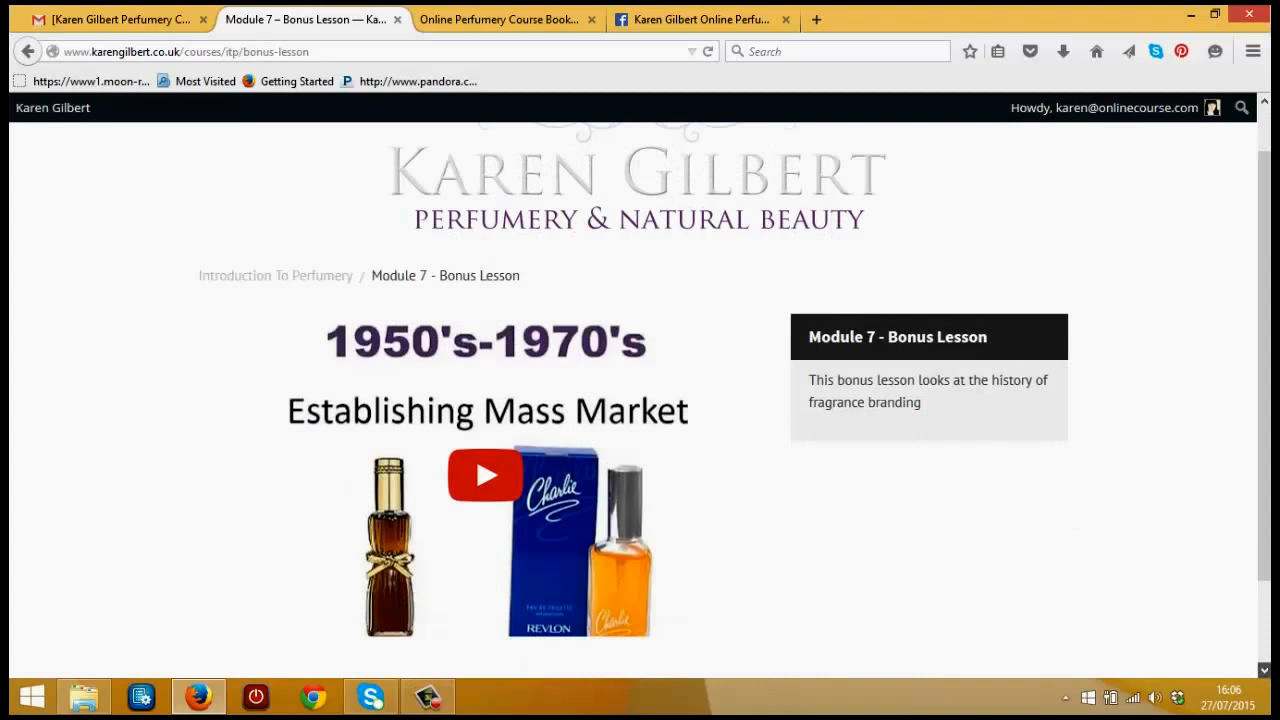 [Karen Gilbert Perfumery C...
Module 7 – Bonus Lesson — Ka...
Online Perfumery Course Book...
Karen Gilbert Online Perfu...
www.karengilbert.co.uk/courses/itp/bonus-lesson
Search
https://www1.moon-r...
Most Visited
Getting Started
http://www.pandora.c...
Karen Gilbert
Howdy, karen@onlinecourse.com
KAREN GILBERT
PERFUMERY & NATURAL BEAUTY
Introduction To Perfumery / Module 7 - Bonus Lesson
1950's-1970's
Establishing Mass Market
Charlie
EAU DE TOILETTE
REVLON
Charlie
Module 7 - Bonus Lesson
This bonus lesson looks at the history of
fragrance branding
16:06
27/07/2015